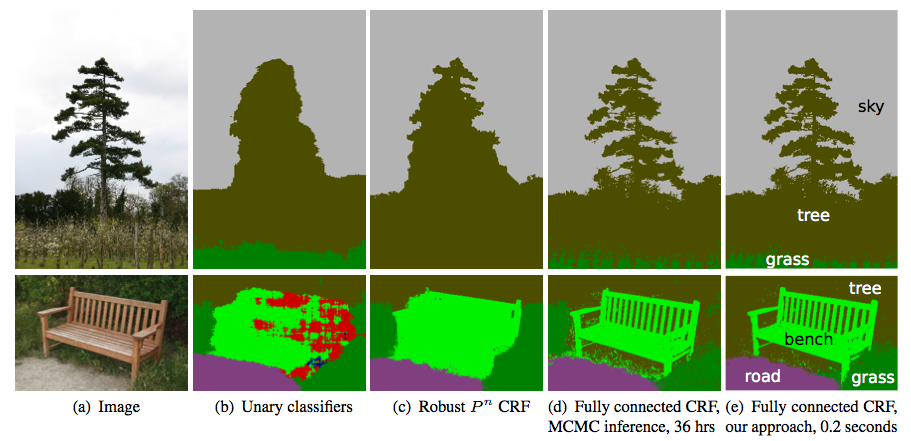 sky
tree
grass
tree
bench
road
grass
(a) Image
(b) Unary classifiers
(c) Robust Pⁿ CRF
(d) Fully connected CRF,
MCMC inference, 36 hrs
(e) Fully connected CRF,
our approach, 0.2 seconds